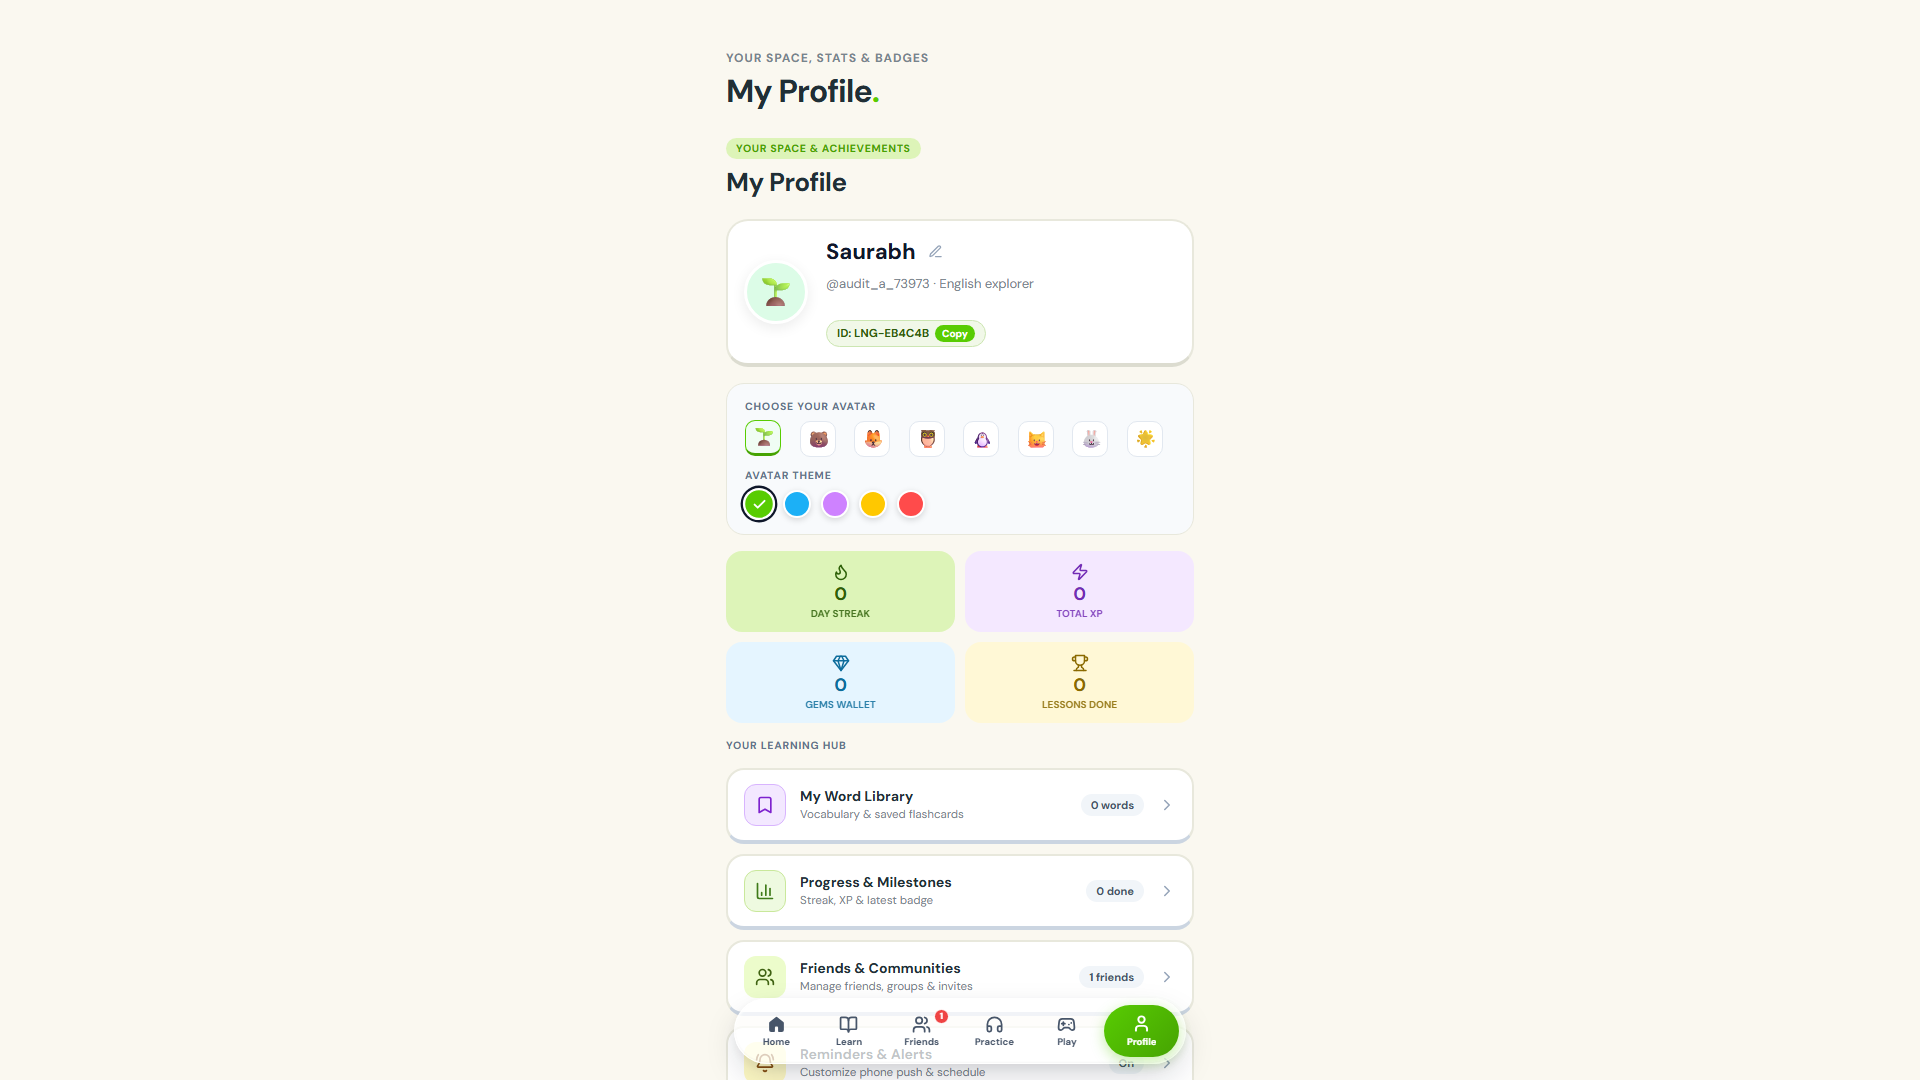 YOUR SPACE, STATS & BADGES
My Profile.
YOUR SPACE & ACHIEVEMENTS
My Profile
Saurabh
@audit_a_73973 · English explorer
ID: LNG-EB4C4B Copy
CHOOSE YOUR AVATAR
AVATAR THEME
0
DAY STREAK
0
TOTAL XP
0
GEMS WALLET
0
LESSONS DONE
YOUR LEARNING HUB
My Word Library
Vocabulary & saved flashcards
0 words
Progress & Milestones
Streak, XP & latest badge
0 done
Friends & Communities
Manage friends, groups & invites
1 friends
Home
Learn
1
Friends
Practice
Play
Profile
Reminders & Alerts
Customize phone push & schedule
On